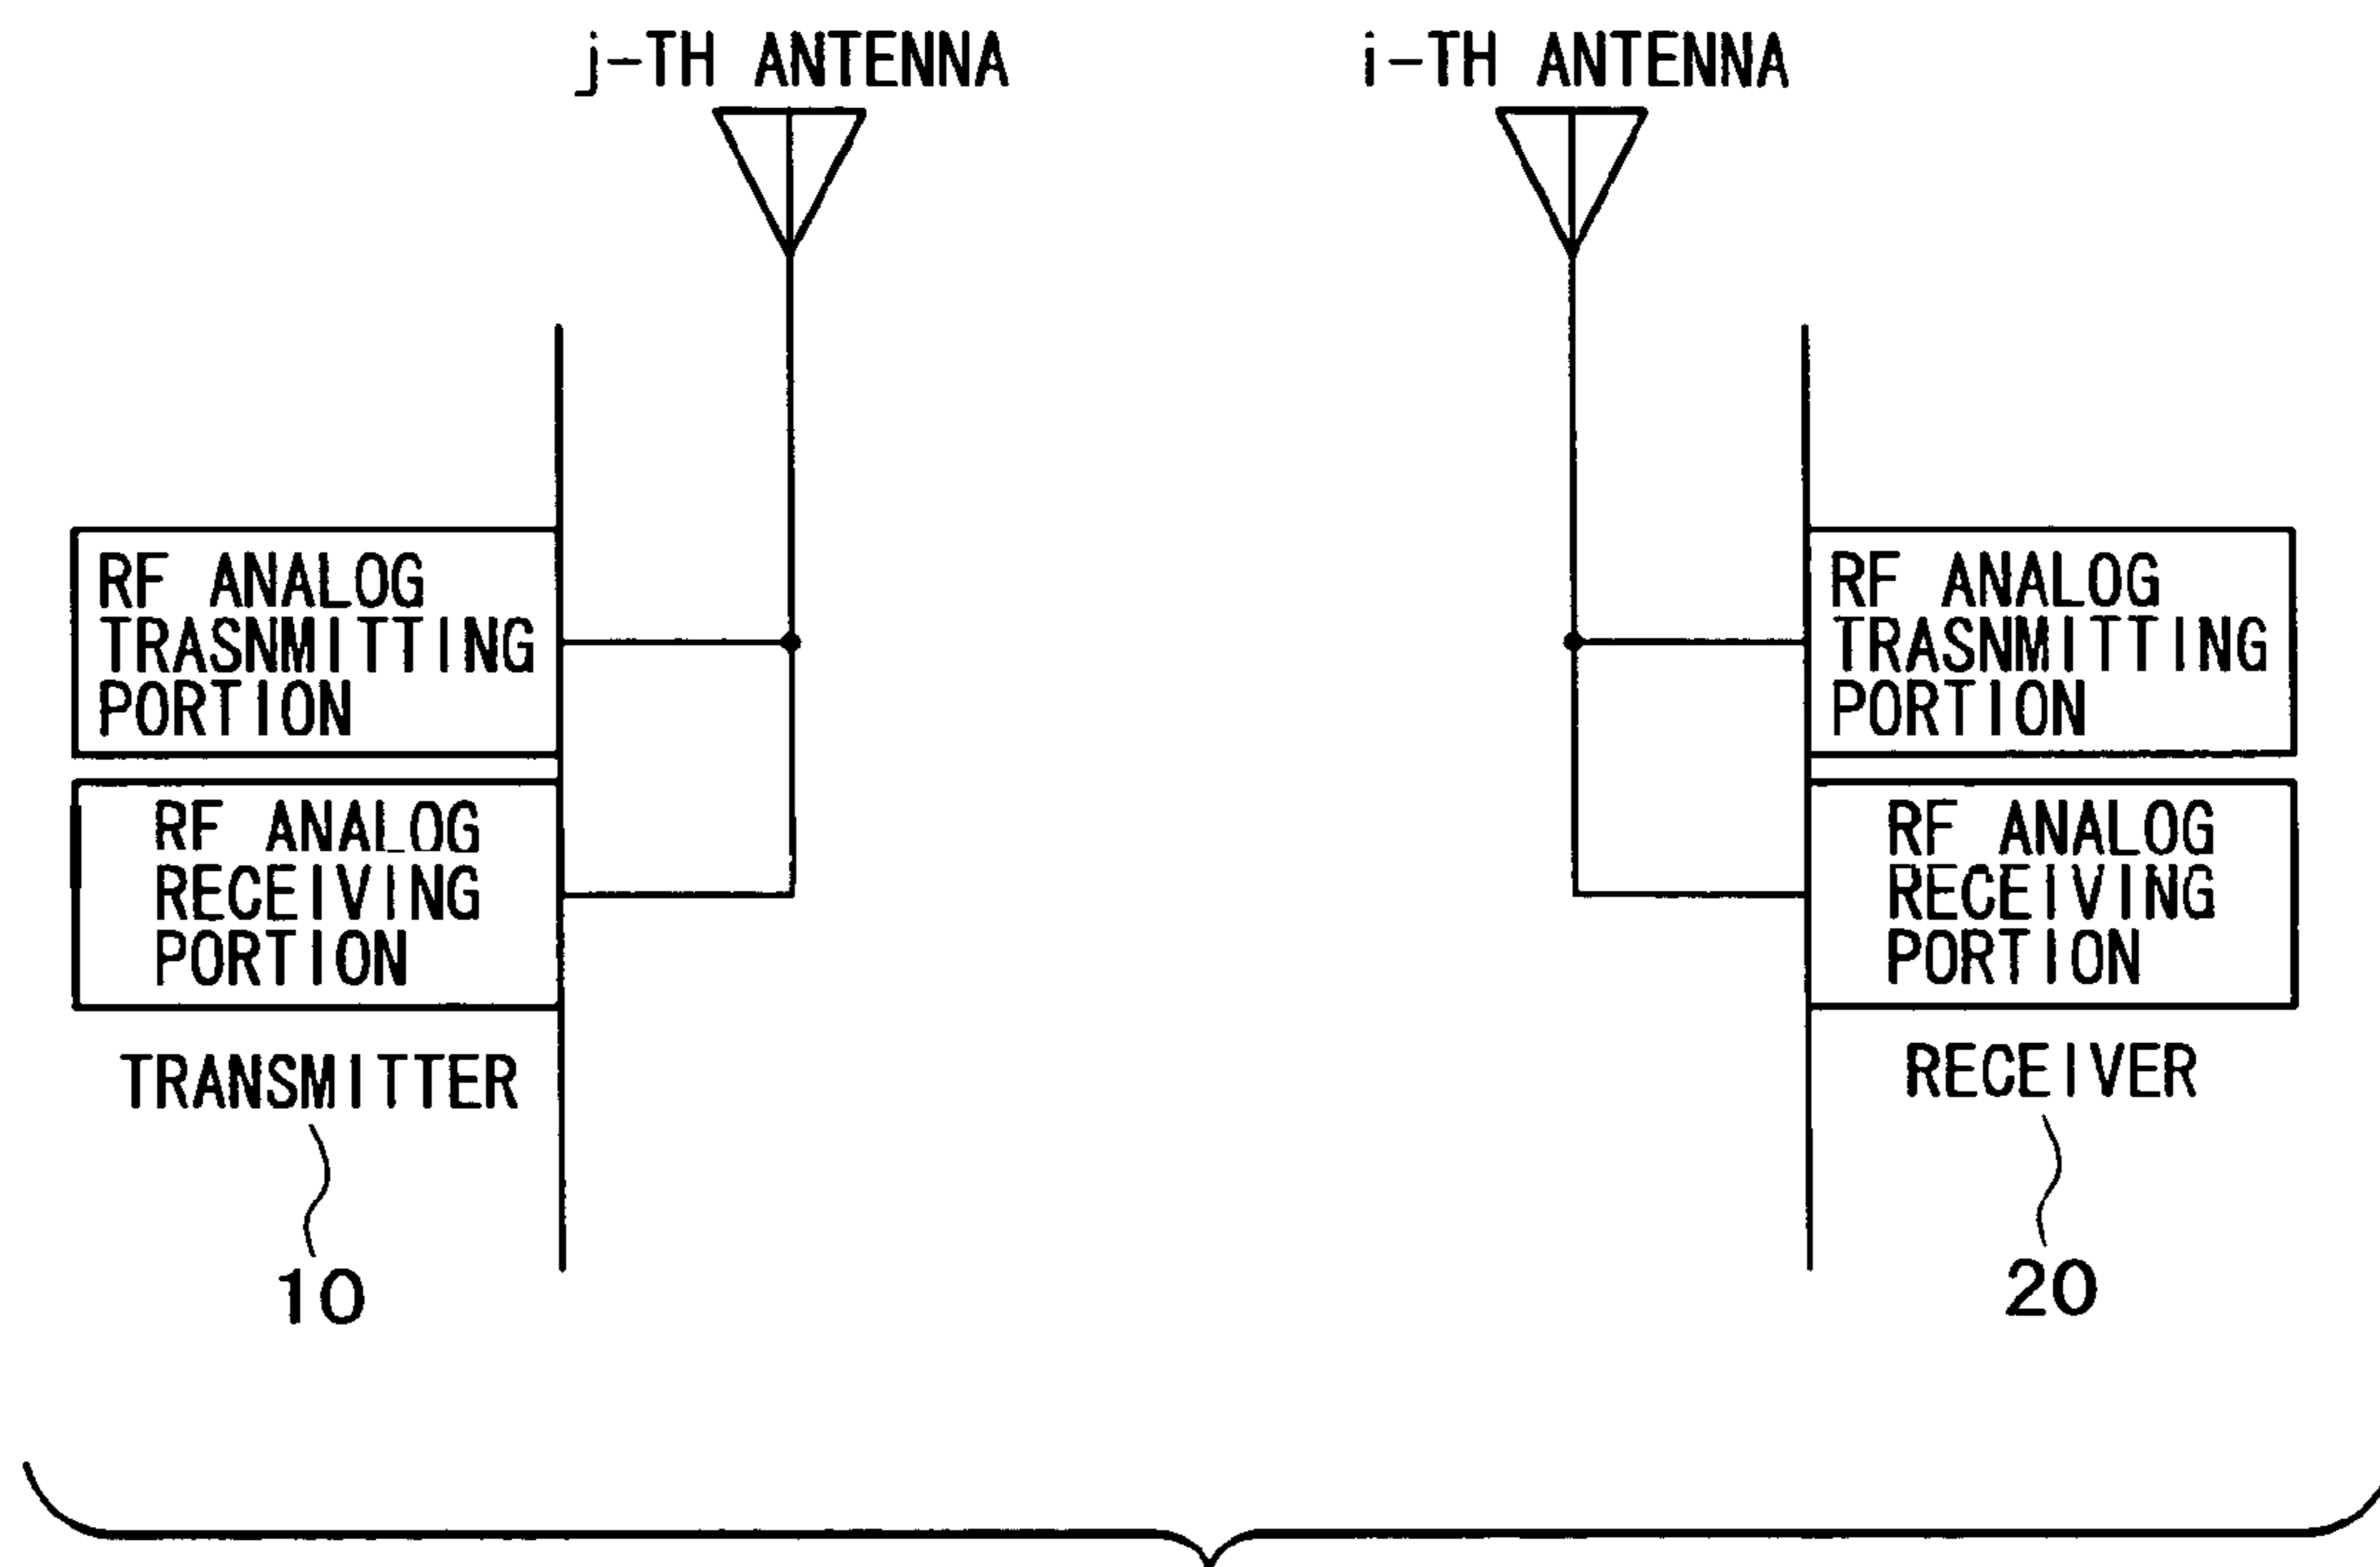 j-TH ANTENNA
i-TH ANTENNA
RF ANALOG
TRASNMITTING
PORTION
RF ANALOG
RECEIVING
PORTION
TRANSMITTER
10
RF ANALOG
TRASNMITTING
PORTION
RF ANALOG
RECEIVING
PORTION
RECEIVER
20